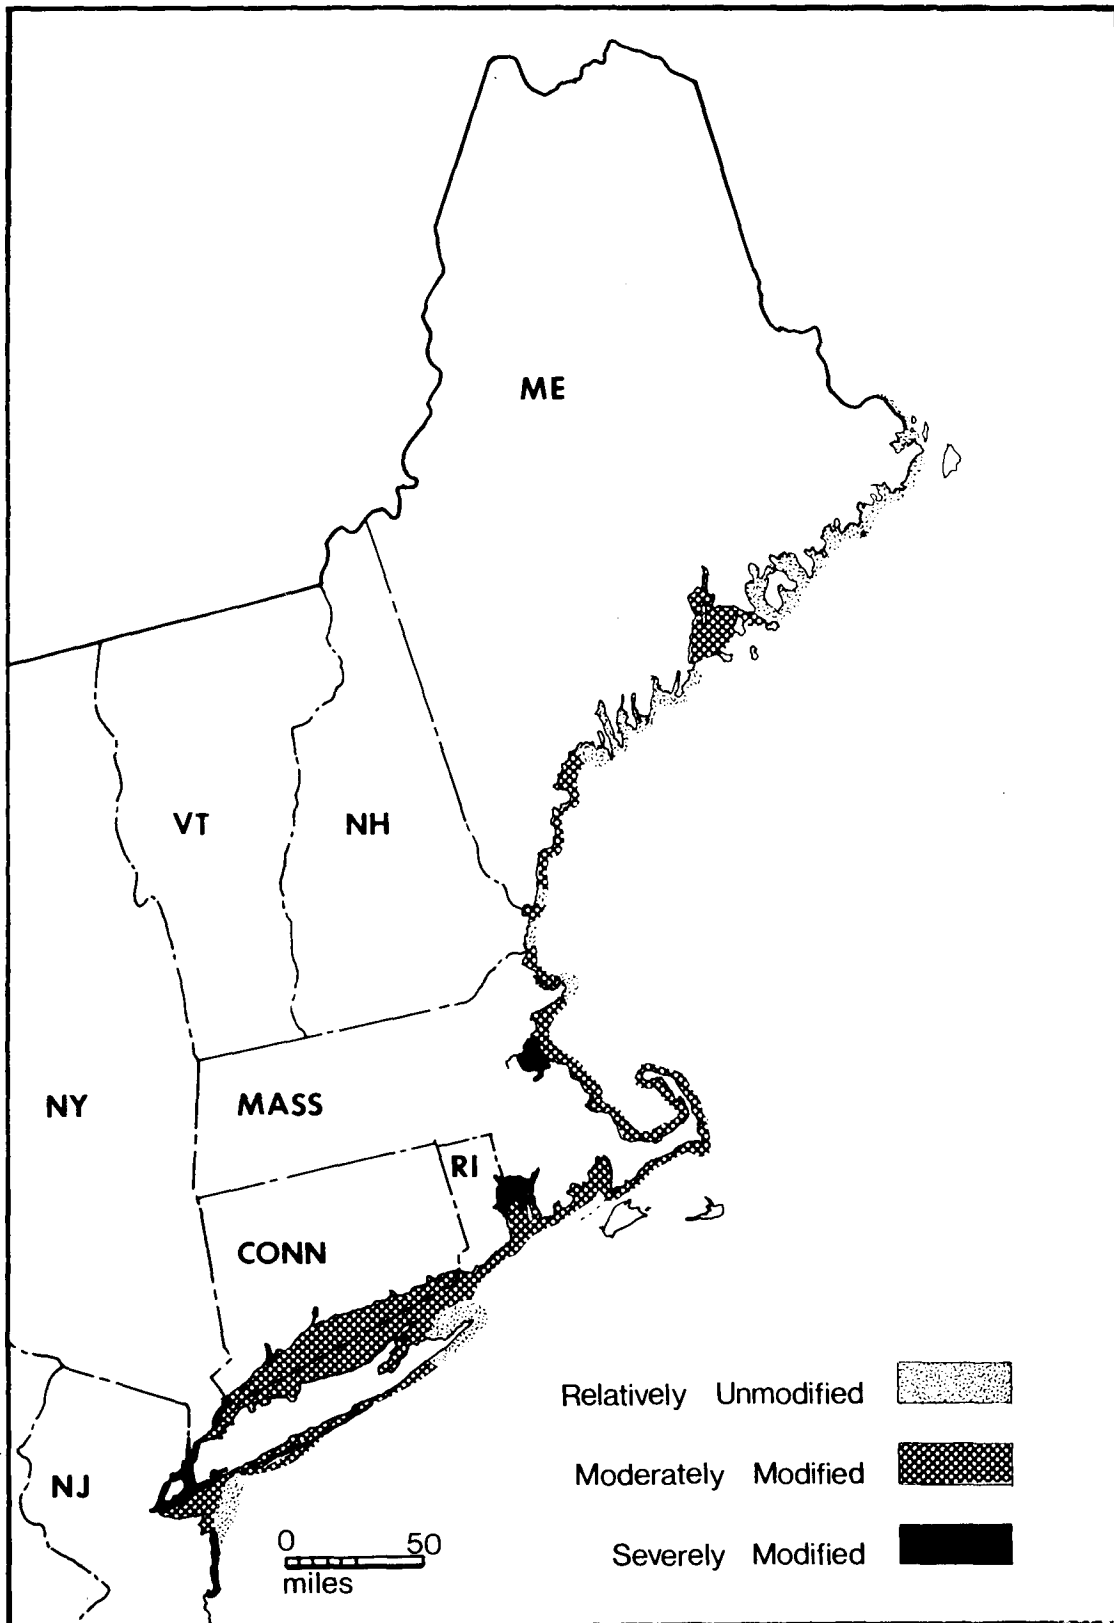 ME
VT
NH
NY
MASS
RI
CONN
NJ
Relatively Unmodified
Moderately Modified
Severely Modified
0 50
miles